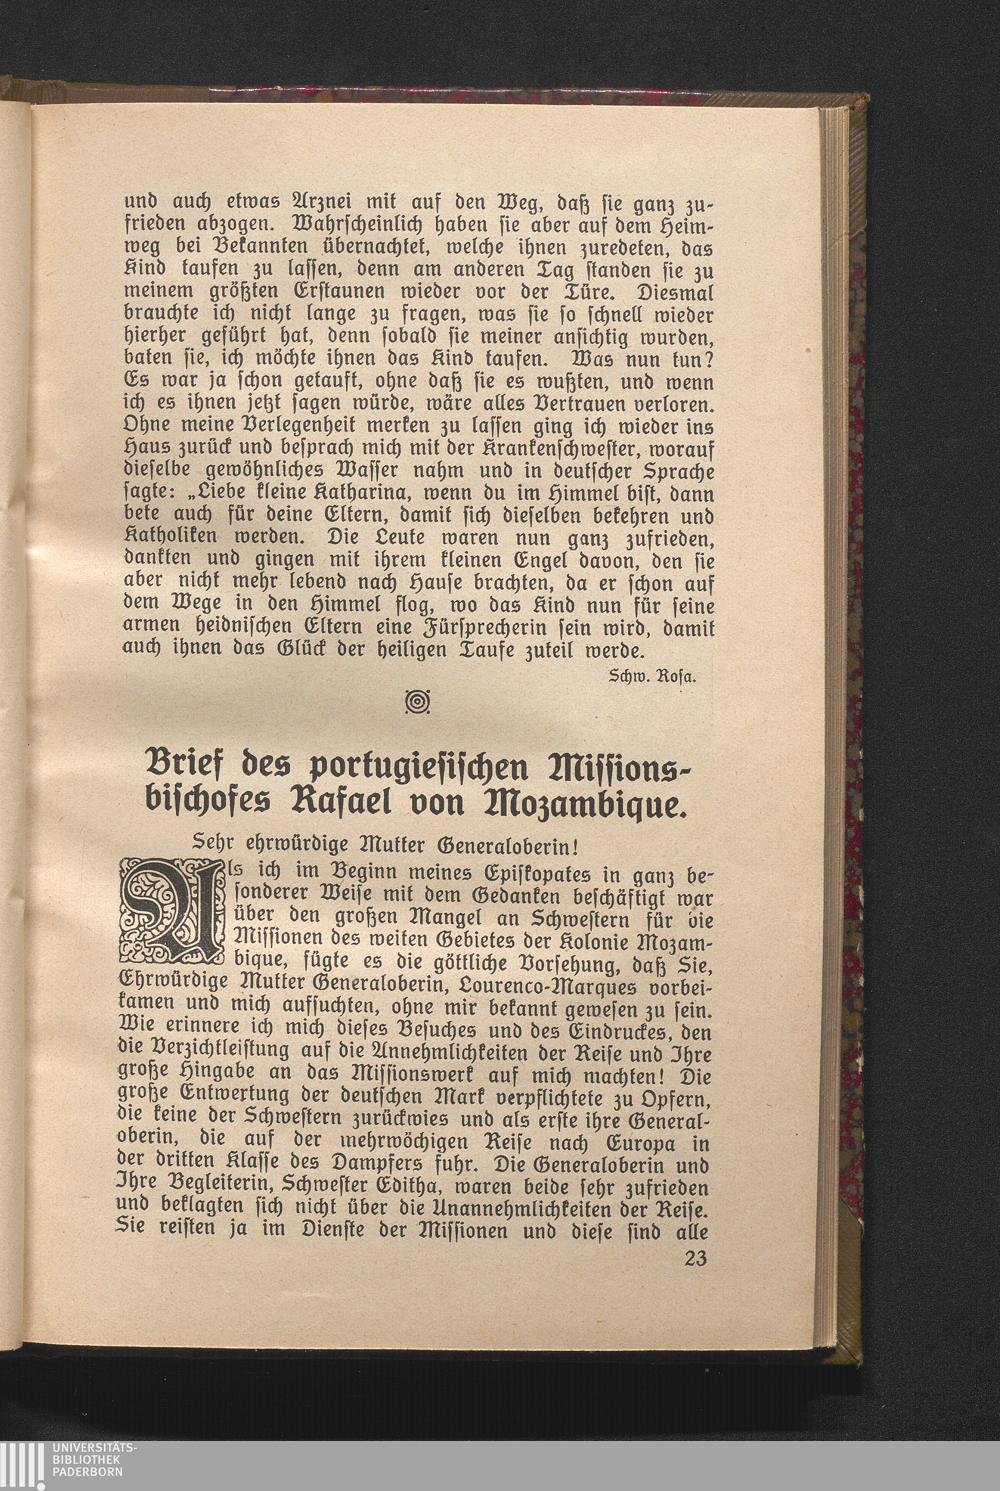 und auch etwas Arznei mit auf den Weg, daß sie ganz zu-
frieden abzogen. Wahrscheinlich haben sie aber auf dem Heim-
weg bei Bekannten übernachtet, welche ihnen zuredeten, das
Kind taufen zu lassen, denn am anderen Tag standen sie zu
meinem größten Erstaunen wieder vor der Türe. Diesmal
brauchte ich nicht lange zu fragen, was sie so schnell wieder
hierher geführt hat, denn sobald sie meiner ansichtig wurden,
baten sie, ich möchte ihnen das Kind taufen. Was nun tun?
Es war ja schon getauft, ohne daß sie es wußten, und wenn
ich es ihnen jetzt sagen würde, wäre alles Vertrauen verloren.
Ohne meine Verlegenheit merken zu lassen ging ich wieder ins
Haus zurück und besprach mich mit der Krankenschwester, worauf
dieselbe gewöhnliches Wasser nahm und in deutscher Sprache
sagte: „Liebe kleine Katharina, wenn du im Himmel bist, dann
bete auch für deine Eltern, damit sich dieselben bekehren und
Katholiken werden. Die Leute waren nun ganz zufrieden,
dankten und gingen mit ihrem kleinen Engel davon, den sie
aber nicht mehr lebend nach Hause brachten, da er schon auf
dem Wege in den Himmel flog, wo das Kind nun für seine
armen heidnischen Eltern eine Fürsprecherin sein wird, damit
auch ihnen das Glück der heiligen Taufe zuteil werde.
Schw. Rosa.
Brief des portugiesischen Missions-
bischofes Rafael von Mozambique.
Sehr ehrwürdige Mutter Generaloberin!
Als ich im Beginn meines Episkopates in ganz be-
sonderer Weise mit dem Gedanken beschäftigt war
über den großen Mangel an Schwestern für die
Missionen des weiten Gebietes der Kolonie Mozam-
bique, fügte es die göttliche Vorsehung, daß Sie,
Ehrwürdige Mutter Generaloberin, Lourenco-Marques vorbei-
kamen und mich aufsuchten, ohne mir bekannt gewesen zu sein.
Wie erinnere ich mich dieses Besuches und des Eindruckes, den
die Verzichtleistung auf die Annehmlichkeiten der Reise und Ihre
große Hingabe an das Missionswerk auf mich machten! Die
große Entwertung der deutschen Mark verpflichtete zu Opfern,
die keine der Schwestern zurückwies und als erste ihre General-
oberin, die auf der mehrwöchigen Reise nach Europa in
der dritten Klasse des Dampfers fuhr. Die Generaloberin und
Ihre Begleiterin, Schwester Editha, waren beide sehr zufrieden
und beklagten sich nicht über die Unannehmlichkeiten der Reise.
Sie reisten ja im Dienste der Missionen und diese sind alle
23
UNIVERSITÄTS-
BIBLIOTHEK
PADERBORN